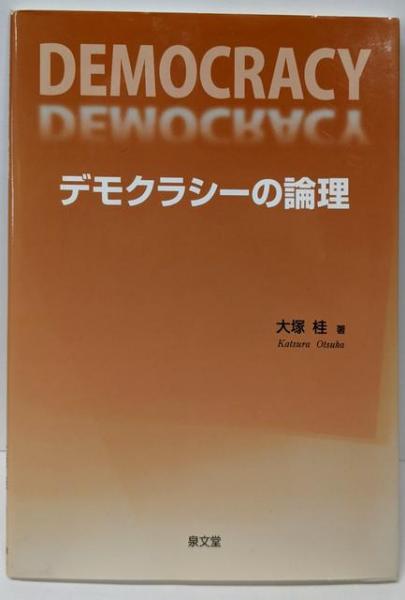 DEMOCRACY
デモクラシーの論理
大塚 桂 著
Katsura Otsuka
泉文堂